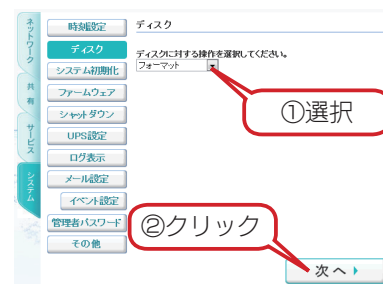 ネットワーク
共有
サービス
システム
時刻設定
ディスク
システム初期化
ファームウェア
シャットダウン
UPS設定
ログ表示
メール設定
イベント設定
管理者パスワード
その他
ディスク
ディスクに対する操作を選択してください。
フォーマット
①選択
②クリック
次へ